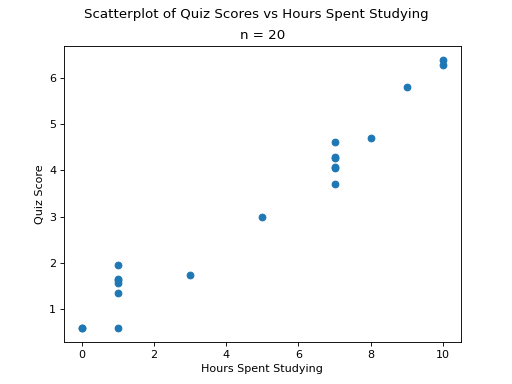 Scatterplot of Quiz Scores vs Hours Spent Studying
n = 20
6
5
4
3
2
1
Quiz Score
0 2 4 6 8 10
Hours Spent Studying